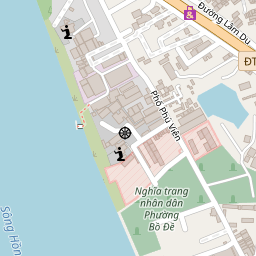 Đường Lâm Du
ĐT
Phố Phú Viên
Nghĩa trang
nhân dân
Phường
Bồ Đề
Sông Hồn